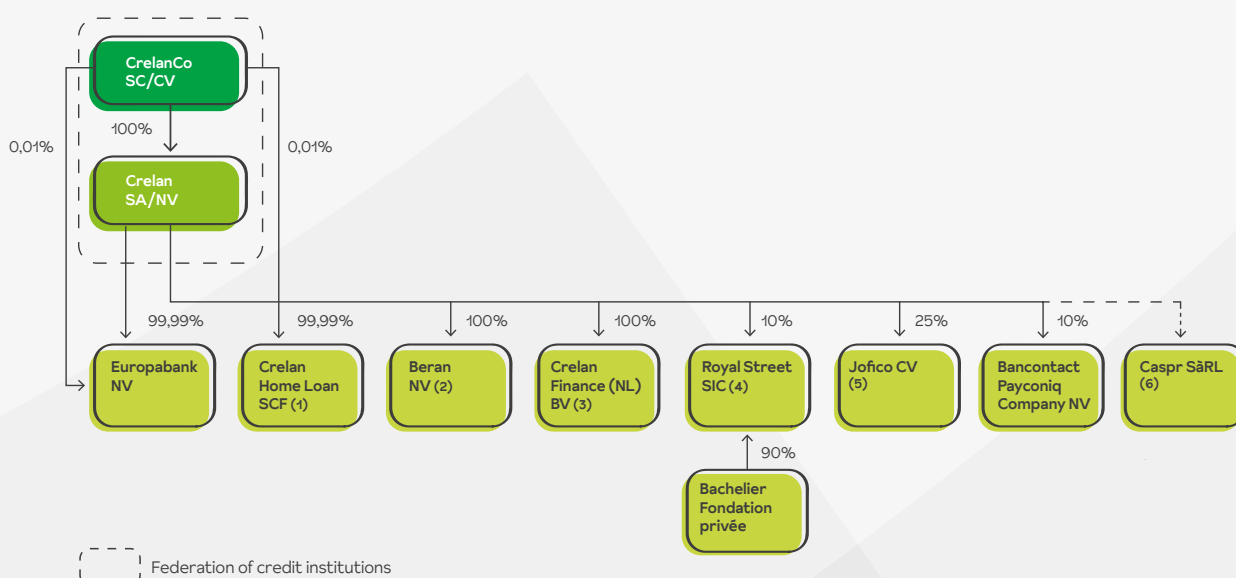 CrelanCo
SC/CV
100%
0,01%
0,01%
Crelan
SA/NV
99,99%
99,99%
100%
100%
10%
25%
10%
Europabank
NV
Crelan
Home Loan
SCF (1)
Beran
NV (2)
Crelan
Finance (NL)
BV (3)
Royal Street
SIC (4)
Jofico CV
(5)
Bancontact
Payconiq
Company NV
Caspr SàRL
(6)
90%
Bachelier
Fondation
privée
Federation of credit institutions